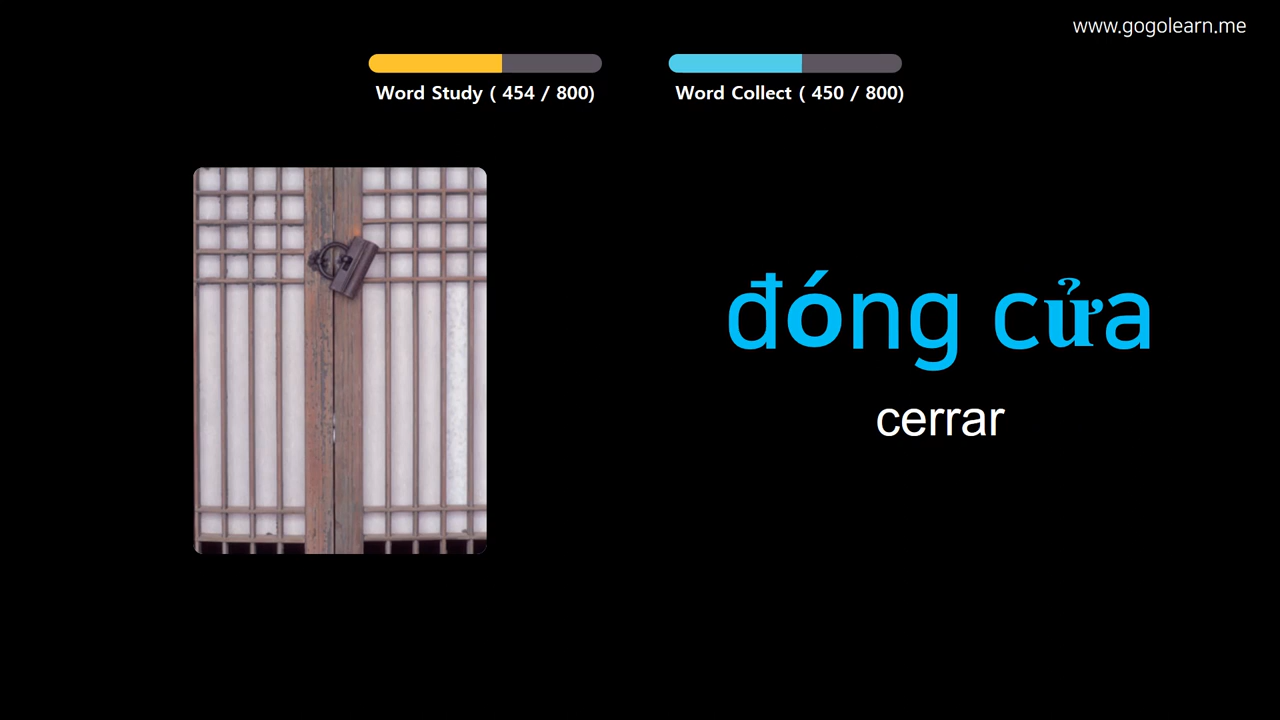 www.gogolearn.me
Word Study ( 454 / 800)
Word Collect ( 450 / 800)
đóng cửa
cerrar